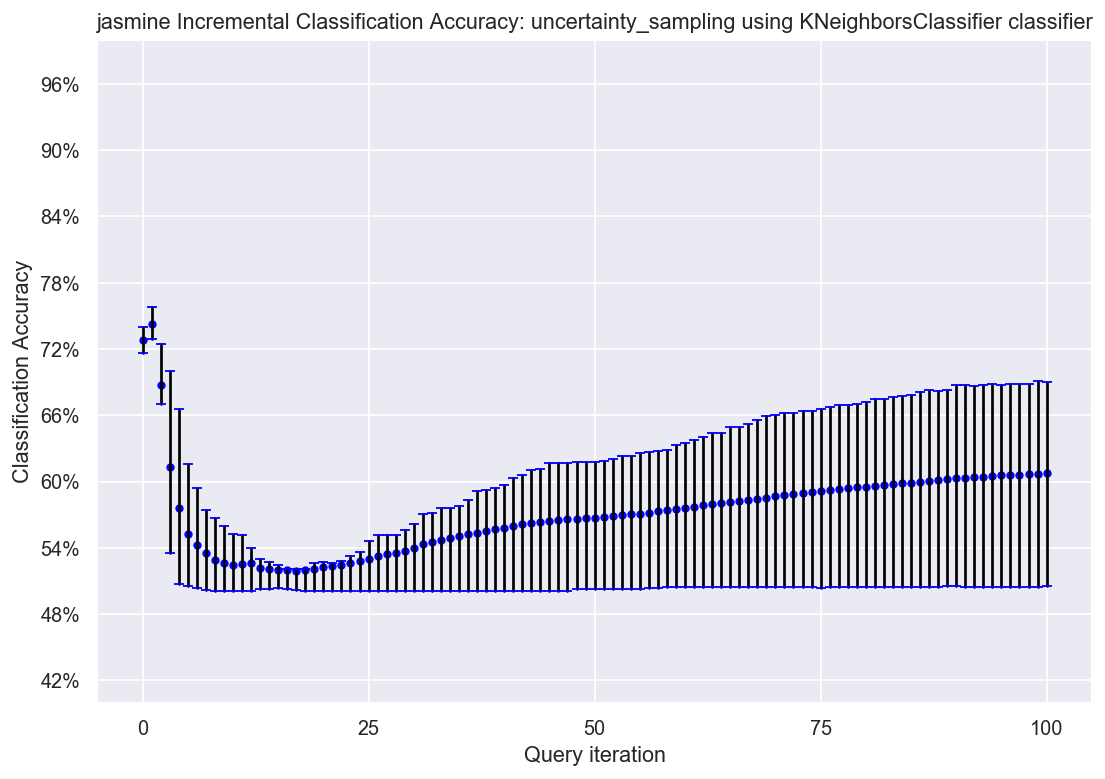 jasmine Incremental Classification Accuracy: uncertainty_sampling using KNeighborsClassifier classifier
96%
90%
84%
78%
72%
66%
60%
54%
48%
42%
Classification Accuracy
0 25 50 75 100
Query iteration